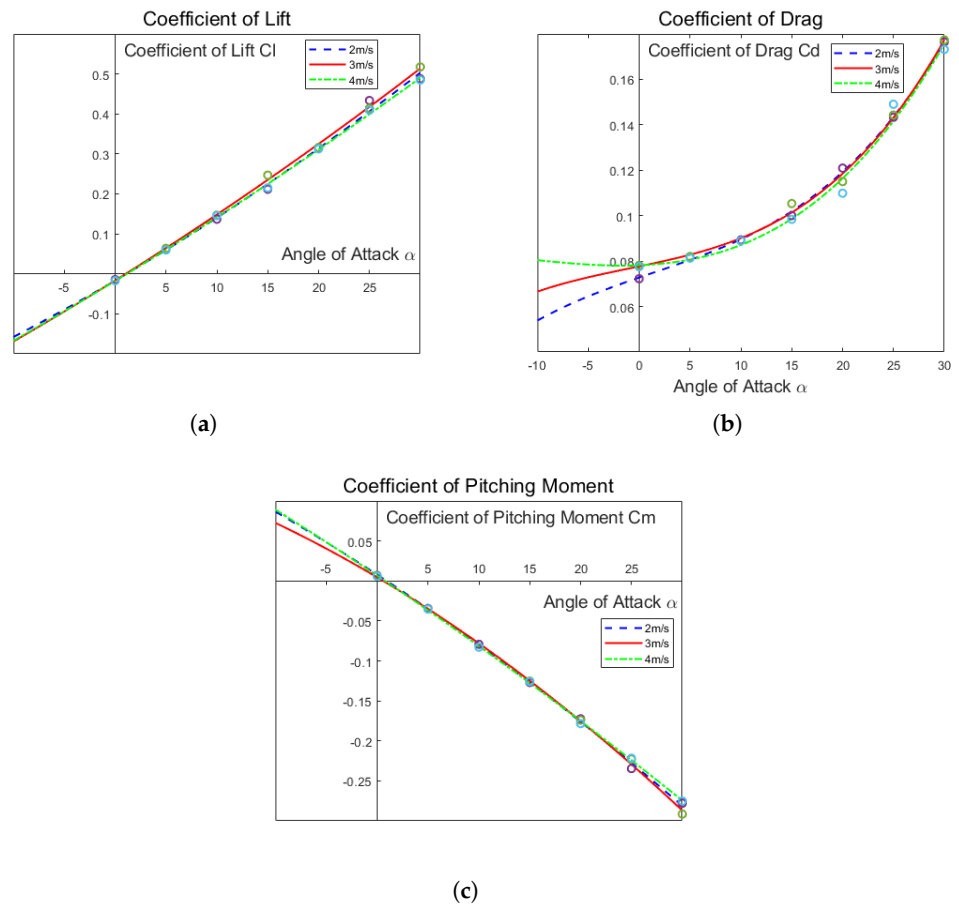 Coefficient of Lift
Coefficient of Lift Cl
2m/s
3m/s
4m/s
0.5
0.4
0.3
0.2
0.1
-0.1
Angle of Attack α
-5 5 10 15 20 25
(a)
Coefficient of Drag
Coefficient of Drag Cd
2m/s
3m/s
4m/s
0.16
0.14
0.12
0.1
0.08
0.06
-10 -5 0 5 10 15 20 25 30
Angle of Attack α
(b)
Coefficient of Pitching Moment
Coefficient of Pitching Moment Cm
0.05
-5 5 10 15 20 25
Angle of Attack α
2m/s
3m/s
4m/s
-0.05
-0.1
-0.15
-0.2
-0.25
(c)